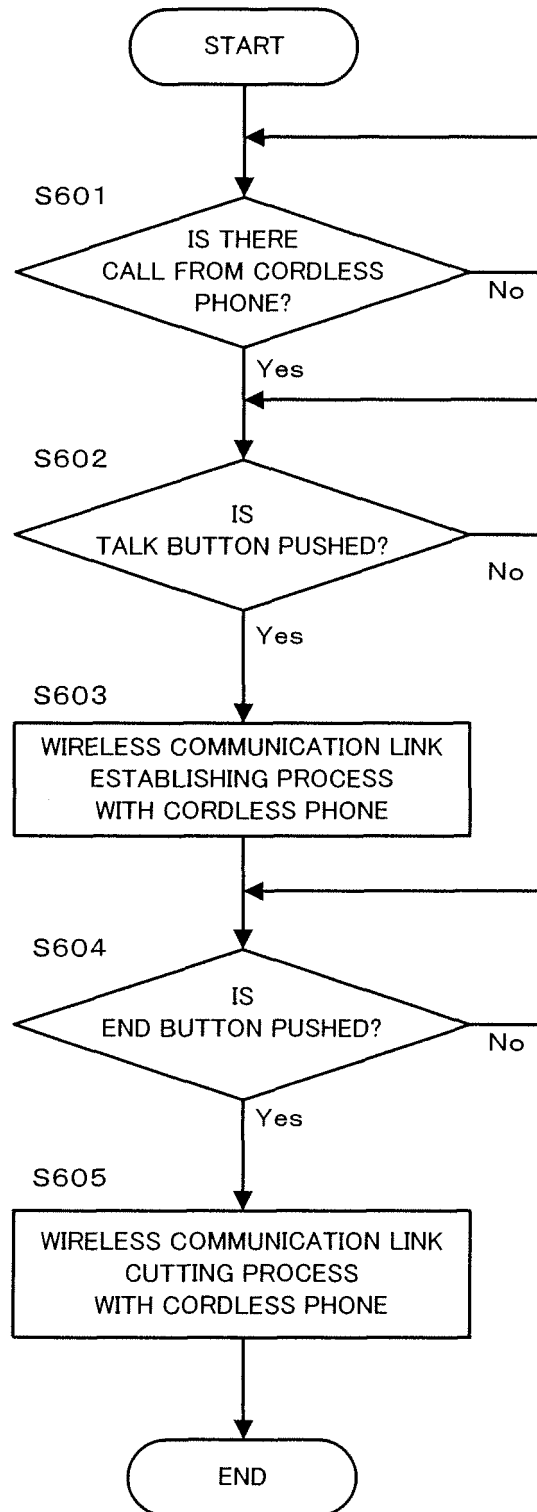 START
S601
IS THERE
CALL FROM CORDLESS
PHONE?
No
Yes
S602
IS
TALK BUTTON PUSHED?
No
Yes
S603
WIRELESS COMMUNICATION LINK
ESTABLISHING PROCESS
WITH CORDLESS PHONE
S604
IS
END BUTTON PUSHED?
No
Yes
S605
WIRELESS COMMUNICATION LINK
CUTTING PROCESS
WITH CORDLESS PHONE
END